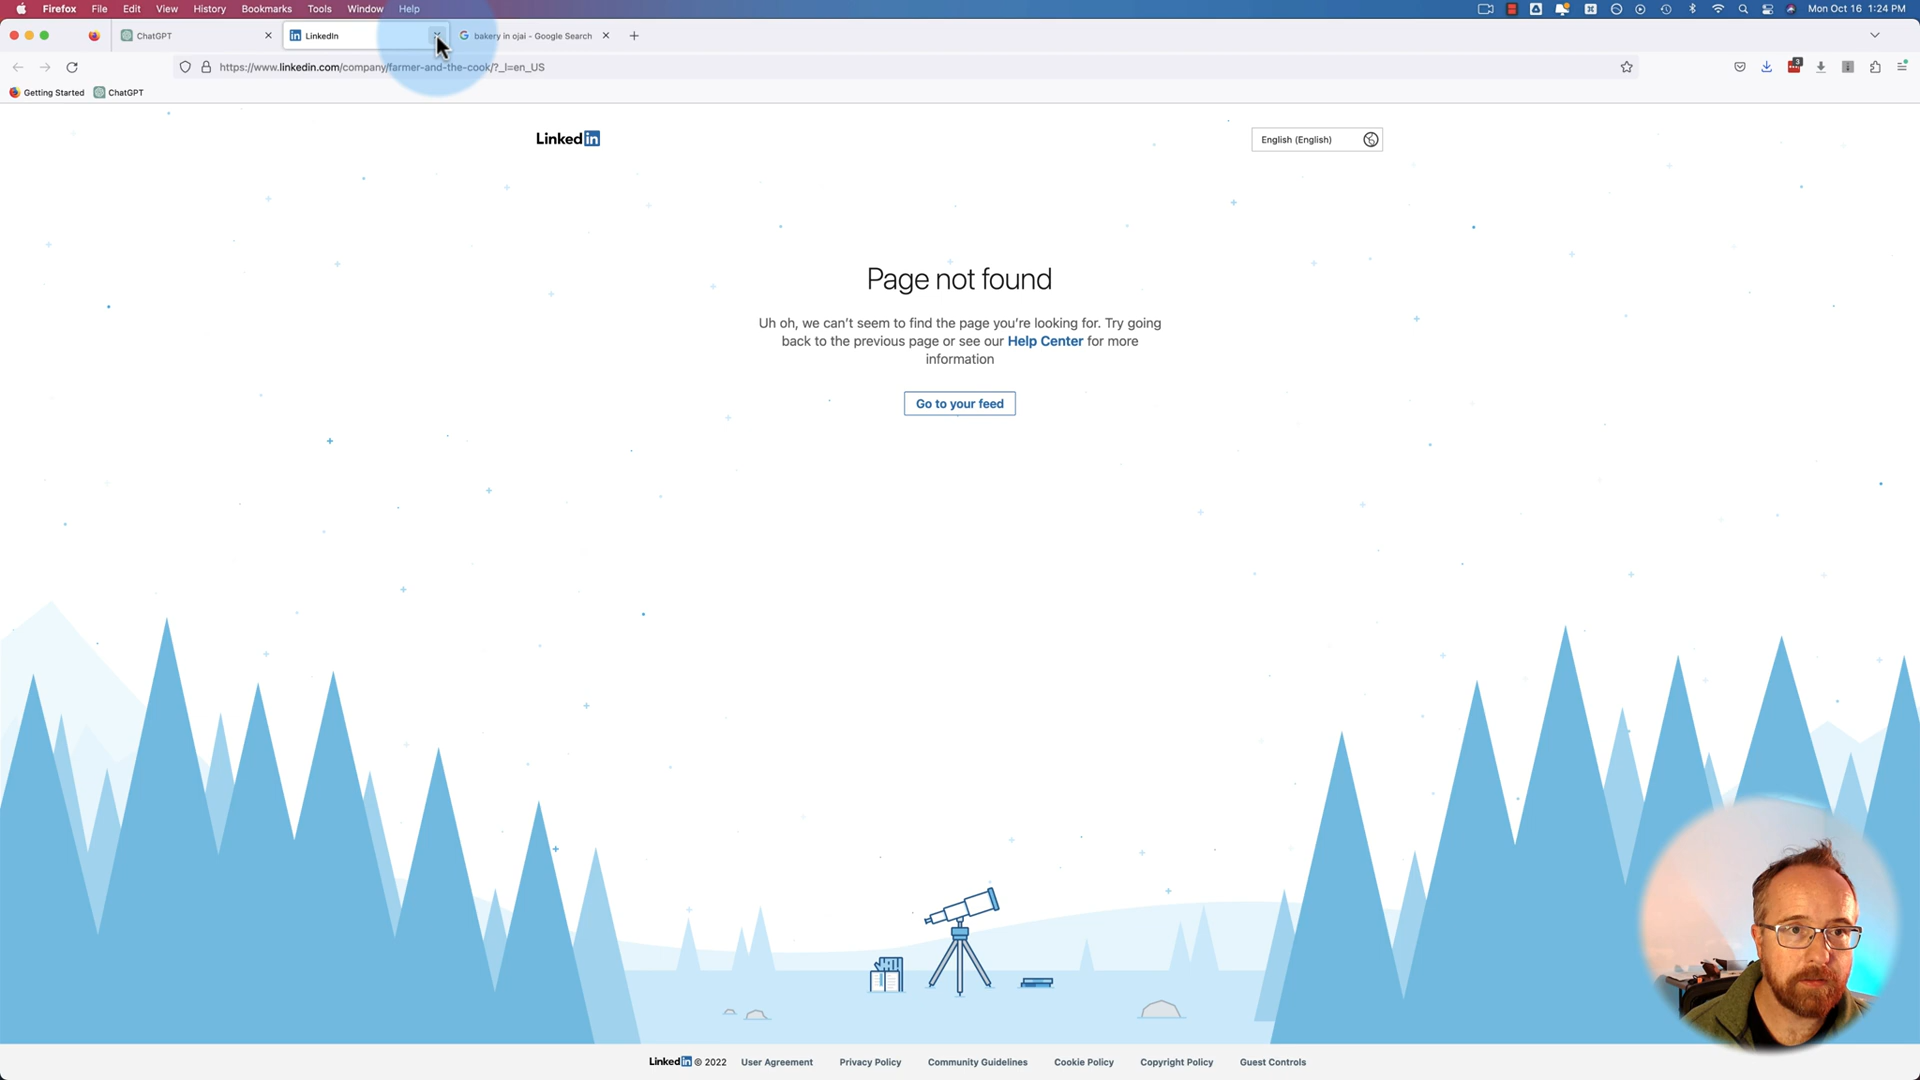 Firefox File Edit View History Bookmarks Tools Window Help
Mon Oct 16 1:24 PM
ChatGPT
LinkedIn
bakery in ojai - Google Search
https://www.linkedin.com/company/farmer-and-the-cook/?_l=en_US
3
Getting Started ChatGPT
Linkedin
English (English)
Page not found
Uh oh, we can’t seem to find the page you’re looking for. Try going
back to the previous page or see our Help Center for more
information
Go to your feed
Linkedin © 2022 User Agreement Privacy Policy Community Guidelines Cookie Policy Copyright Policy Guest Controls